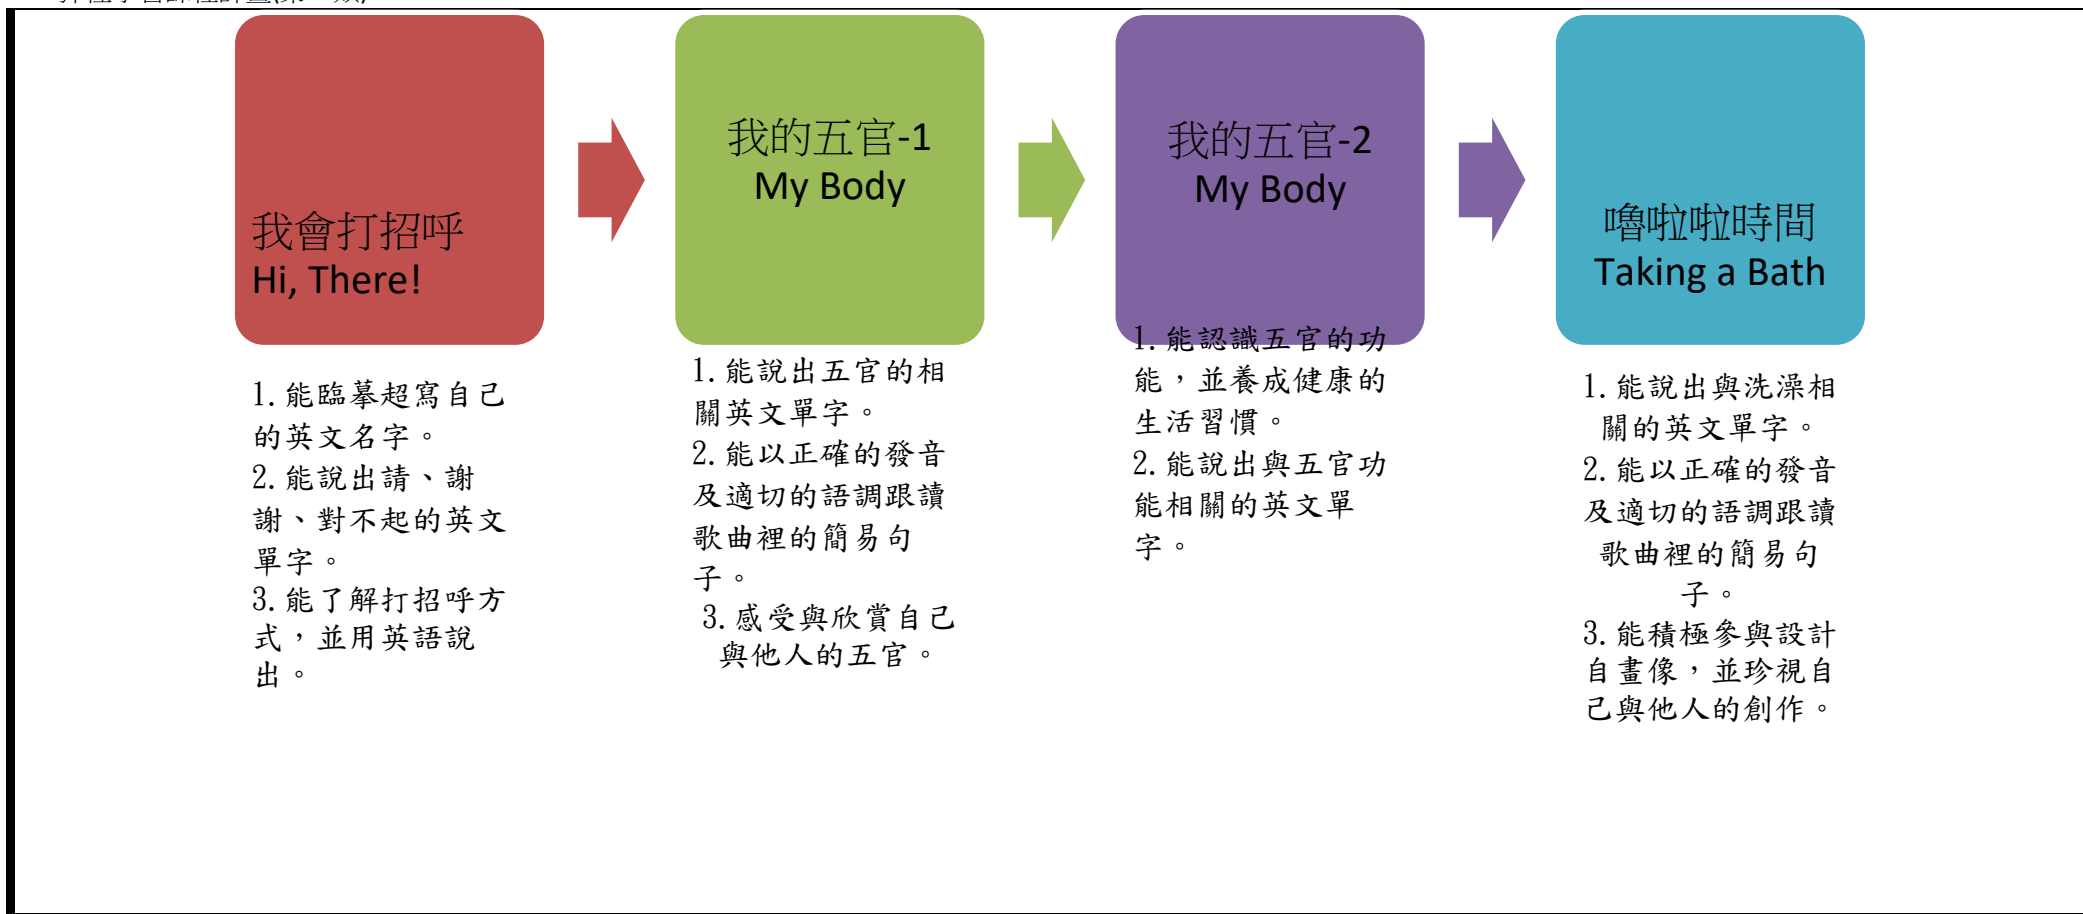 我會打招呼
Hi, There!
1.能臨摹超寫自己
的英文名字。
2.能說出請、謝
謝、對不起的英文
單字。
3.能了解打招呼方
式,並用英語說
出。
我的五官-1
My Body
1.能說出五官的相
關英文單字。
2.能以正確的發音
及適切的語調跟讀
歌曲裡的簡易句
子。
3.感受與欣賞自己
與他人的五官。
我的五官-2
My Body
1.能認識五官的功
能,並養成健康的
生活習慣。
2.能說出與五官功
能相關的英文單
字。
嚕啦啦時間
Taking a Bath
1.能說出與洗澡相
關的英文單字。
2.能以正確的發音
及適切的語調跟讀
歌曲裡的簡易句
子。
3.能積極參與設計
自畫像,並珍視自
己與他人的創作。